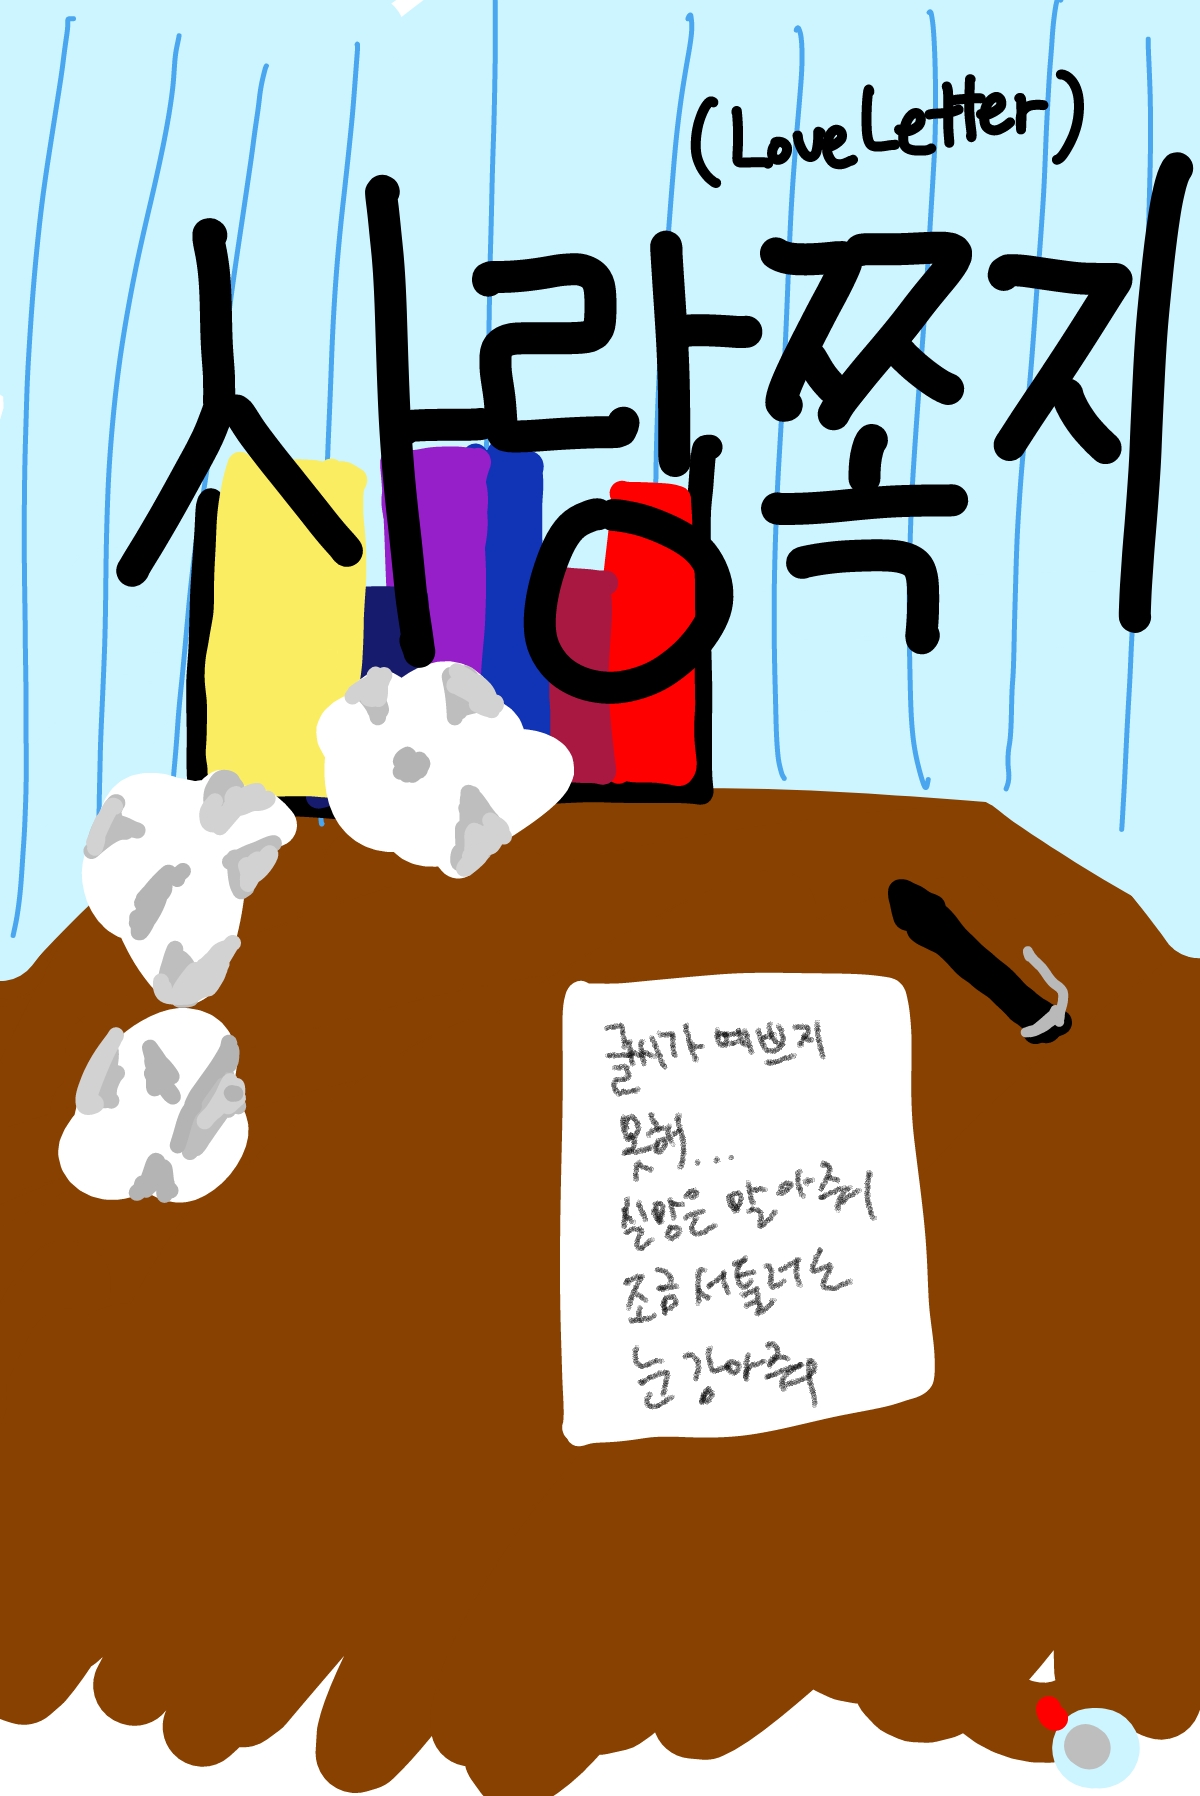 (Love Letter)
사랑쪽지
글씨가 예쁘지
못해...
실망은 말아줘
조금 서툴러도
눈 감아줘